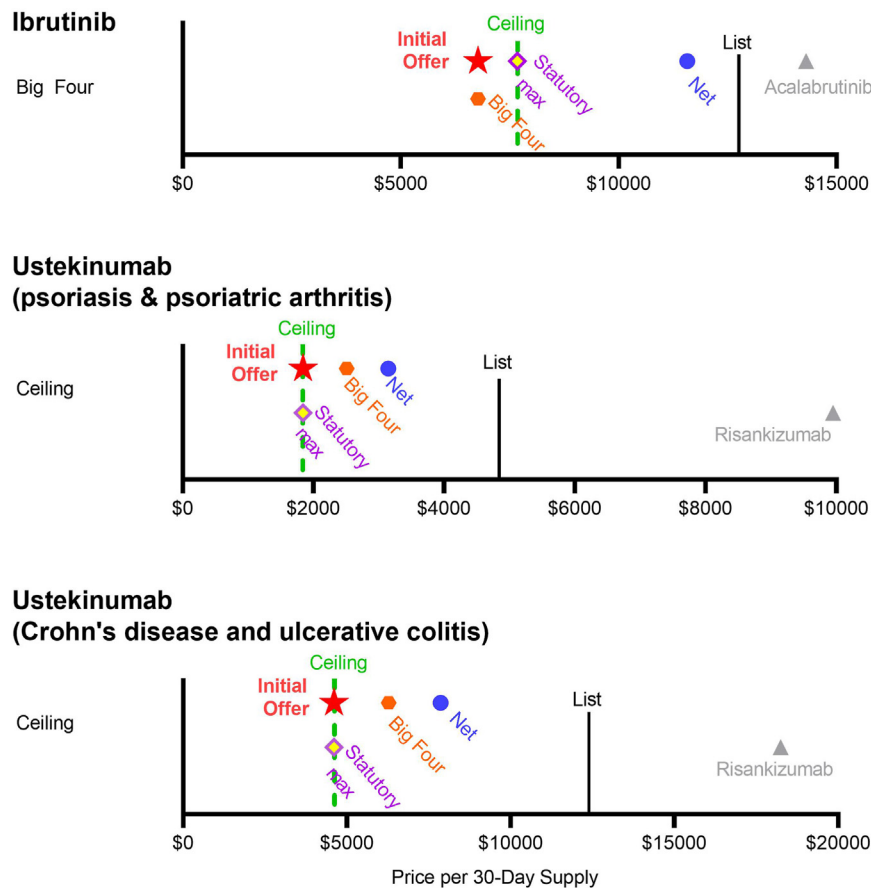 Ibrutinib
Ceiling
Initial
Offer
List
Statutory
max
Net
Acalabrutinib
Big Four
Big Four
$0
$5000
$10000
$15000
Ustekinumab
(psoriasis & psoriatric arthritis)
Ceiling
Initial
Offer
List
Ceiling
Big Four
Net
Statutory
max
Risankizumab
$0
$2000
$4000
$6000
$8000
$10000
Ustekinumab
(Crohn's disease and ulcerative colitis)
Ceiling
Initial
Offer
List
Ceiling
Big Four
Net
Statutory
max
Risankizumab
$0
$5000
$10000
$15000
$20000
Price per 30-Day Supply